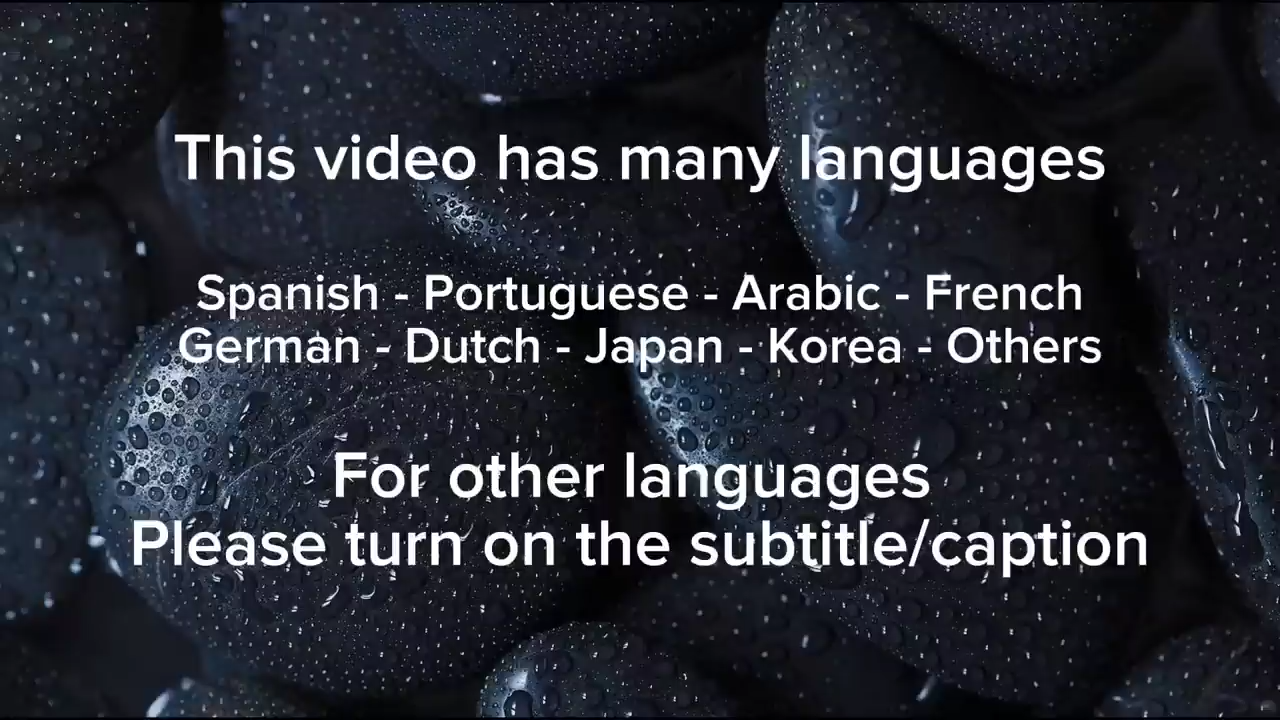 This video has many languages
Spanish - Portuguese - Arabic - French
German - Dutch - Japan - Korea - Others
For other languages
Please turn on the subtitle/caption